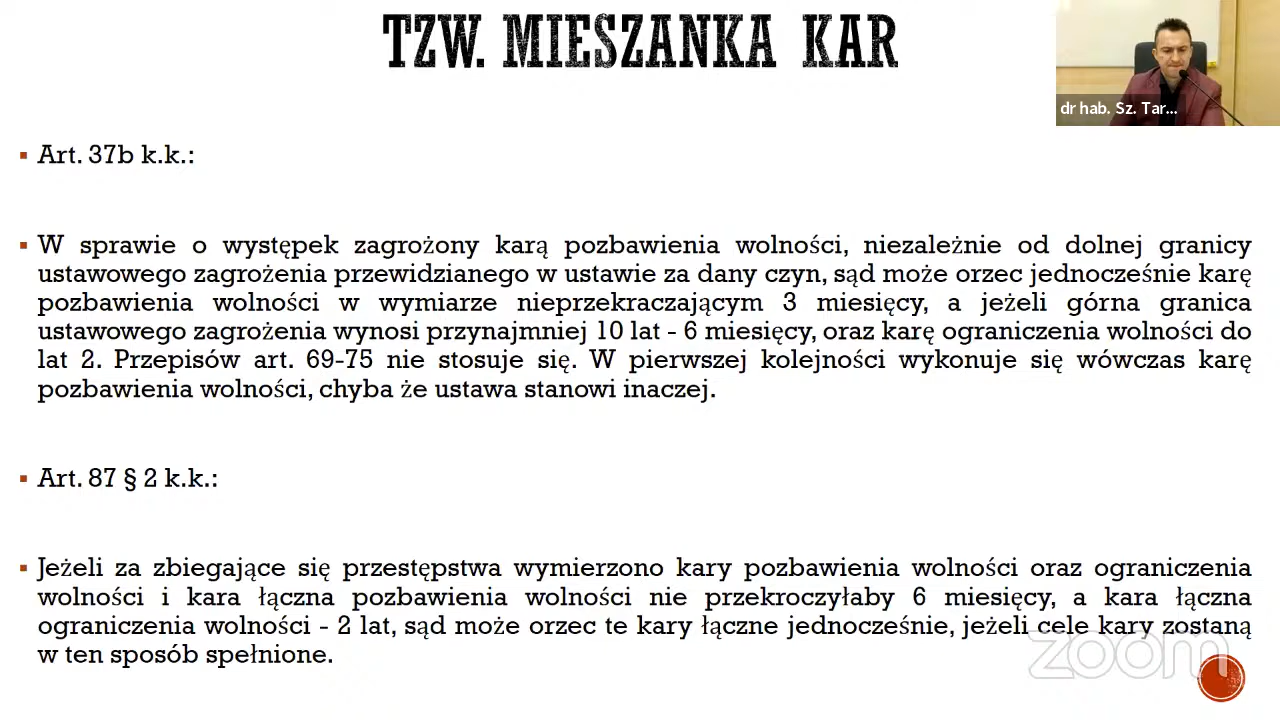 TZW. MIESZANKA KAR
dr hab. Sz. Tar...
▪ Art. 37b k.k.:
▪ W sprawie o występek zagrożony karą pozbawienia wolności, niezależnie od dolnej granicy
ustawowego zagrożenia przewidzianego w ustawie za dany czyn, sąd może orzec jednocześnie karę
pozbawienia wolności w wymiarze nieprzekraczającym 3 miesięcy, a jeżeli górna granica
ustawowego zagrożenia wynosi przynajmniej 10 lat - 6 miesięcy, oraz karę ograniczenia wolności do
lat 2. Przepisów art. 69-75 nie stosuje się. W pierwszej kolejności wykonuje się wówczas karę
pozbawienia wolności, chyba że ustawa stanowi inaczej.
▪ Art. 87 § 2 k.k.:
▪ Jeżeli za zbiegające się przestępstwa wymierzono kary pozbawienia wolności oraz ograniczenia
wolności i kara łączna pozbawienia wolności nie przekroczyłaby 6 miesięcy, a kara łączna
ograniczenia wolności - 2 lat, sąd może orzec te kary łączne jednocześnie, jeżeli cele kary zostaną
w ten sposób spełnione.
zoom